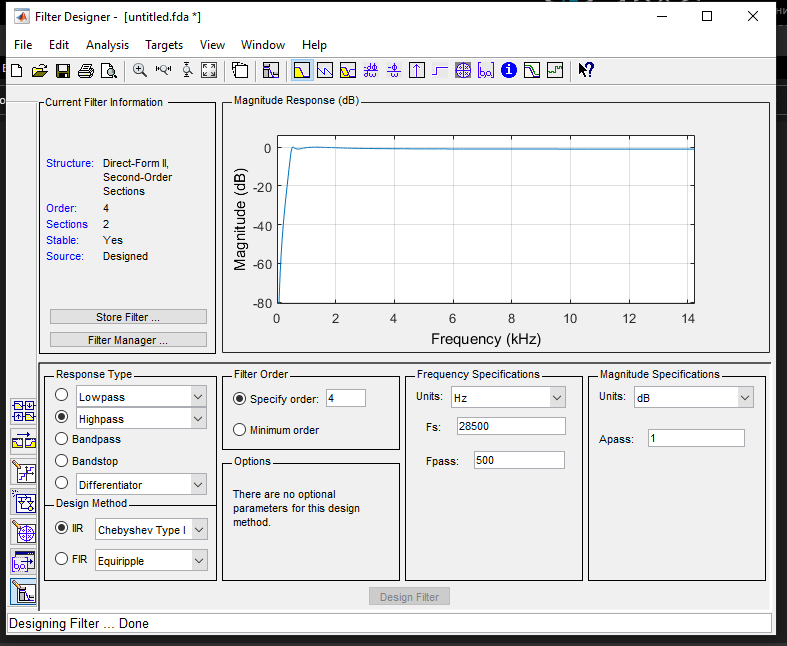 Filter Designer - [untitled.fda *]
File Edit Analysis Targets View Window Help
Current Filter Information
Structure: Direct-Form II,
Second-Order
Sections
Order: 4
Sections 2
Stable: Yes
Source: Designed
Store Filter ...
Filter Manager ...
Magnitude Response (dB)
Magnitude (dB)
0
-20
-40
-60
-80
0 2 4 6 8 10 12 14
Frequency (kHz)
Response Type
Lowpass
Highpass
Bandpass
Bandstop
Differentiator
Design Method
IIR Chebyshev Type I
FIR Equiripple
Filter Order
Specify order: 4
Minimum order
Options
There are no optional
parameters for this design
method.
Frequency Specifications
Units: Hz
Fs: 28500
Fpass: 500
Magnitude Specifications
Units: dB
Apass: 1
Design Filter
Designing Filter ... Done